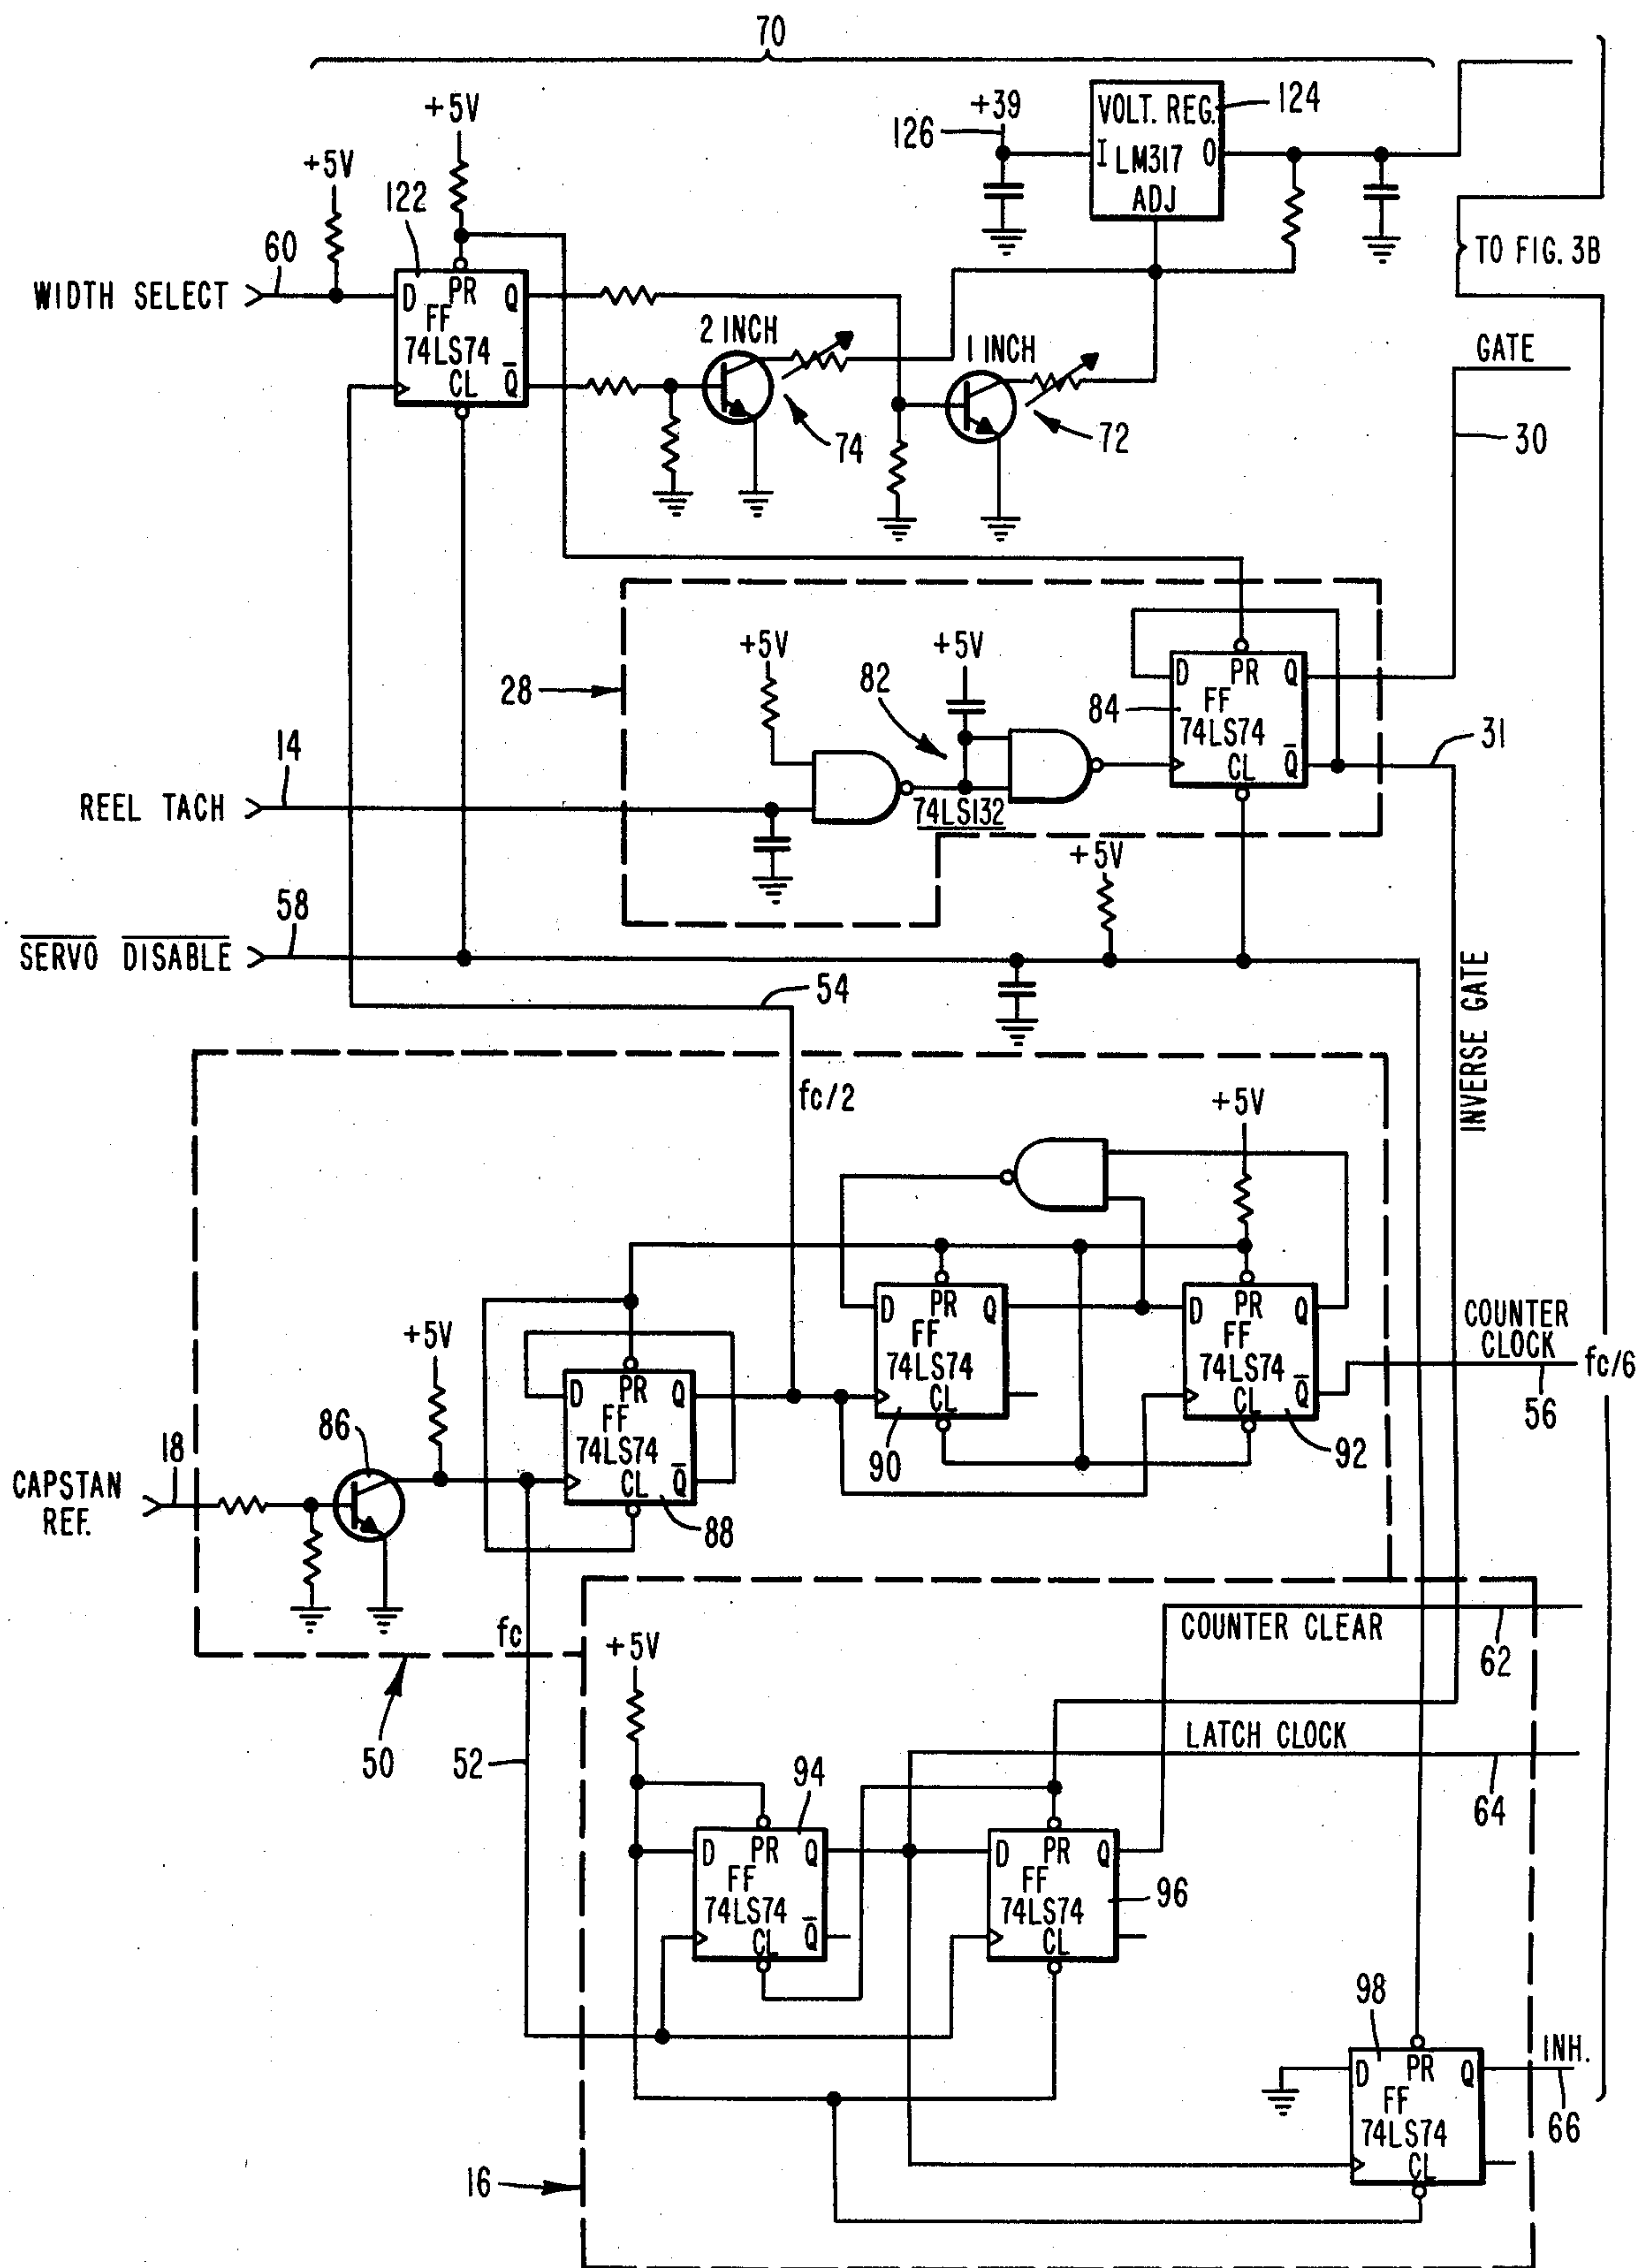 70
+5V
+39
126
VOLT. REG.
124
I LM317 O
ADJ
+5V
122
60
WIDTH SELECT
D PR Q
FF
74LS74
CL Q̅
2 INCH
1 INCH
74
72
TO FIG. 3B
GATE
30
28
+5V
82
+5V
84
D PR Q
FF
74LS74
CL Q̅
31
14
REEL TACH
74LS132
+5V
58
S̅E̅R̅V̅O̅ D̅I̅S̅A̅B̅L̅E̅
54
INVERSE GATE
fc/2
+5V
D PR Q
FF
74LS74
CL
90
D PR Q
FF
74LS74
CL Q̅
92
COUNTER
CLOCK
fc/6
56
+5V
86
18
CAPSTAN
REF.
D PR Q
FF
74LS74
CL Q̅
88
fc
50
52
+5V
COUNTER CLEAR
62
LATCH CLOCK
64
94
D PR Q
FF
74LS74
CL Q̅
D PR Q
FF
74LS74
CL
96
98
D PR Q
FF
74LS74
CL
INH.
66
16